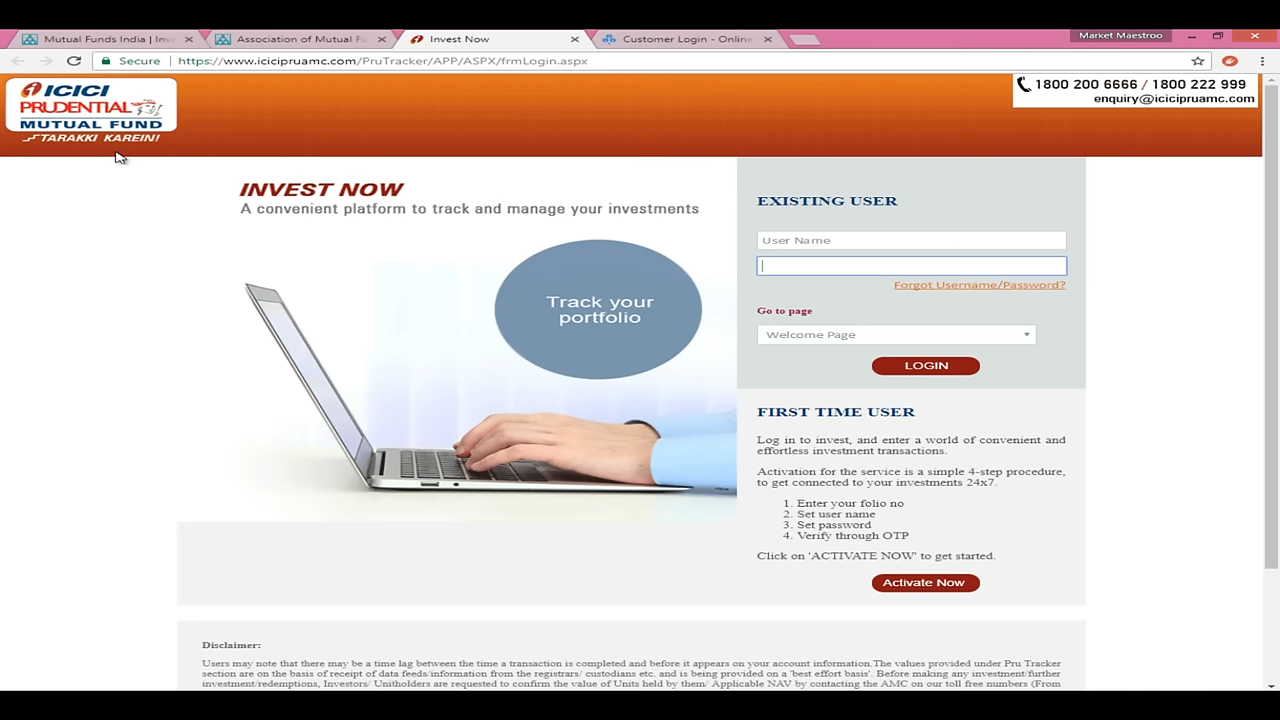 Mutual Funds India | Inv
Association of Mutual F
Invest Now
Customer Login - Online
Market Maestroo
Secure
https://www.icicipruamc.com/PruTracker/APP/ASPX/frmLogin.aspx
ICICI
PRUDENTIAL
MUTUAL FUND
TARAKKI KAREIN!
1800 200 6666 / 1800 222 999
enquiry@icicipruamc.com
INVEST NOW
A convenient platform to track and manage your investments
Track your
portfolio
EXISTING USER
User Name
Forgot Username/Password?
Go to page
Welcome Page
LOGIN
FIRST TIME USER
Log in to invest, and enter a world of convenient and
effortless investment transactions.
Activation for the service is a simple 4-step procedure,
to get connected to your investments 24x7.
1. Enter your folio no
2. Set user name
3. Set password
4. Verify through OTP
Click on 'ACTIVATE NOW' to get started.
Activate Now
Disclaimer:
Users may note that there may be a time lag between the time a transaction is completed and before it appears on your account information.The values provided under Pru Tracker
section are on the basis of receipt of data feeds/information from the registrars/ custodians etc. and is being provided on a 'best effort basis'. Before making any investment/further
investment/redemptions, Investors/ Unitholders are requested to confirm the value of Units held by them/ Applicable NAV by contacting the AMC on our toll free numbers (From